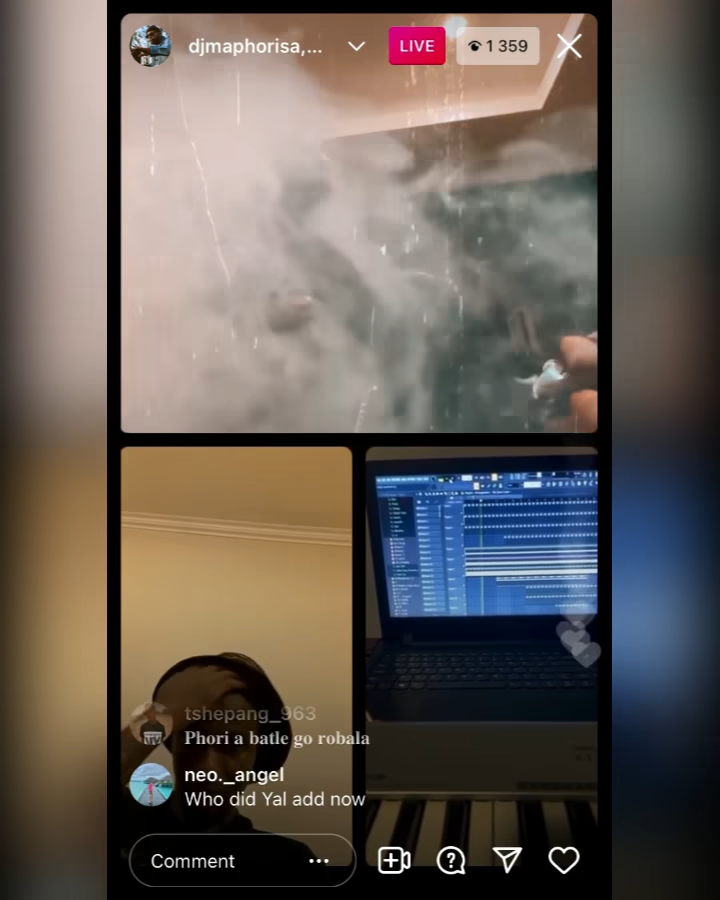 djmaphorisa,...
LIVE
1 359
tshepang_963
Phori a batle go robala
neo._angel
Who did Yal add now
Comment